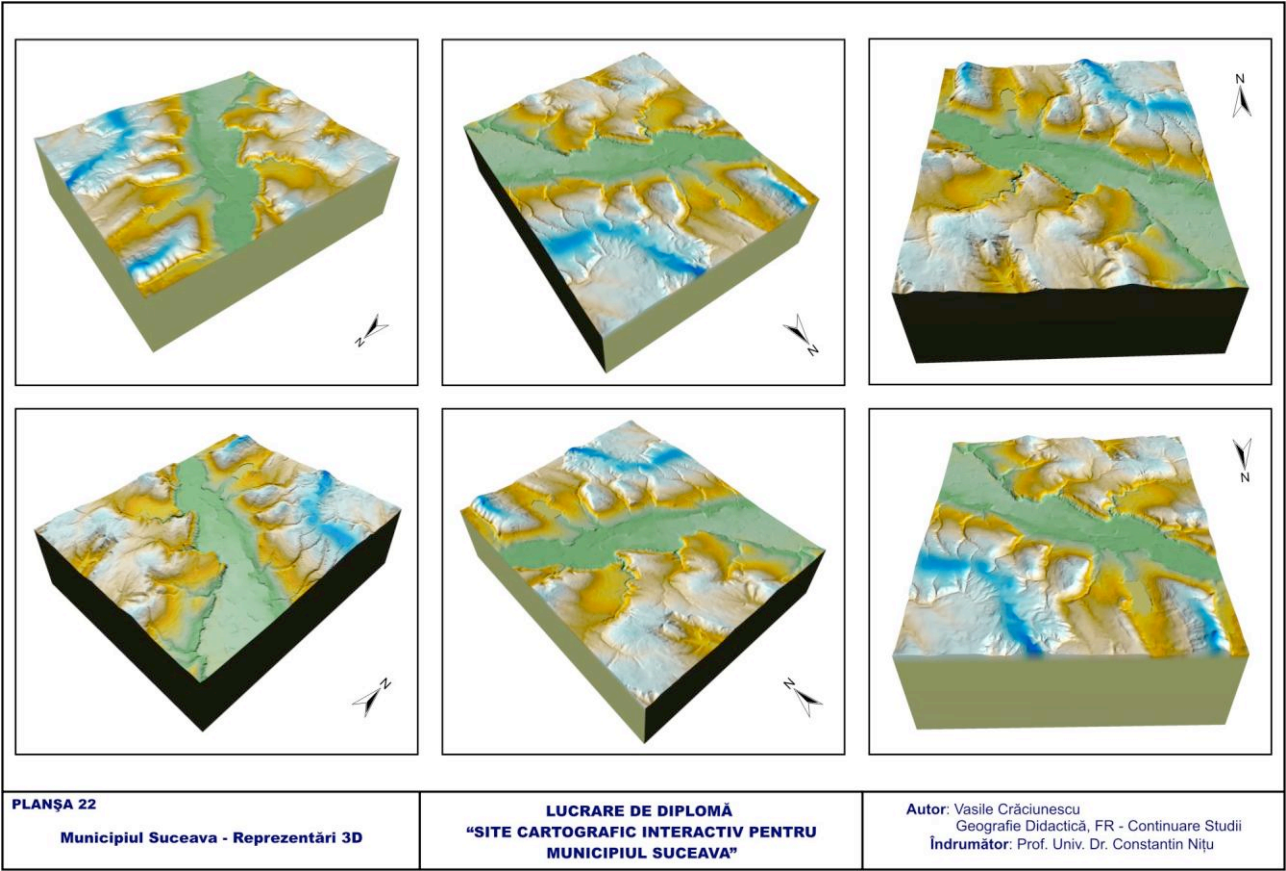 N
N
N
N
N
N
PLANŞA 22
Municipiul Suceava - Reprezentări 3D
LUCRARE DE DIPLOMĂ
“SITE CARTOGRAFIC INTERACTIV PENTRU
MUNICIPIUL SUCEAVA”
Autor: Vasile Crăciunescu
Geografie Didactică, FR - Continuare Studii
Îndrumător: Prof. Univ. Dr. Constantin Niţu